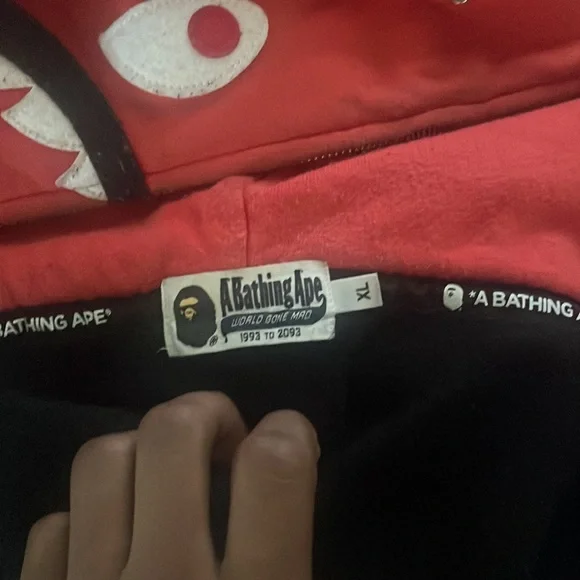 ABathingApe
WORLD GONE MAD
1993 TO 2093
XL
BATHING APE®
*A BATHING